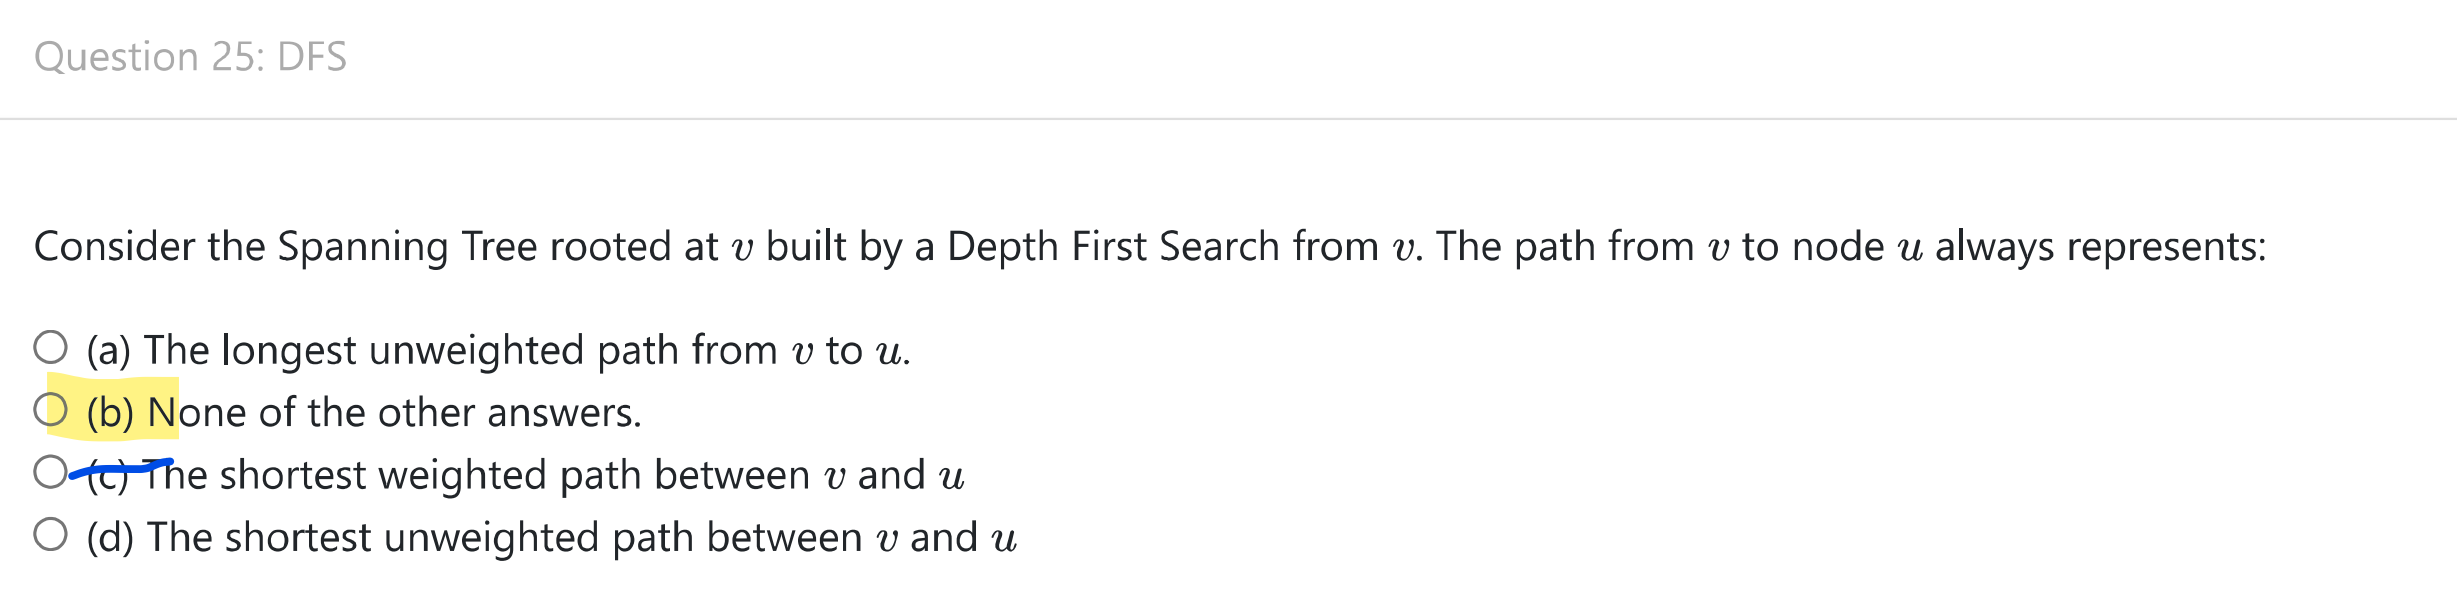 Question 25: DFS
Consider the Spanning Tree rooted at v built by a Depth First Search from v. The path from v to node u always represents:
(a) The longest unweighted path from v to u.
(b) None of the other answers.
(c) The shortest weighted path between v and u
(d) The shortest unweighted path between v and u